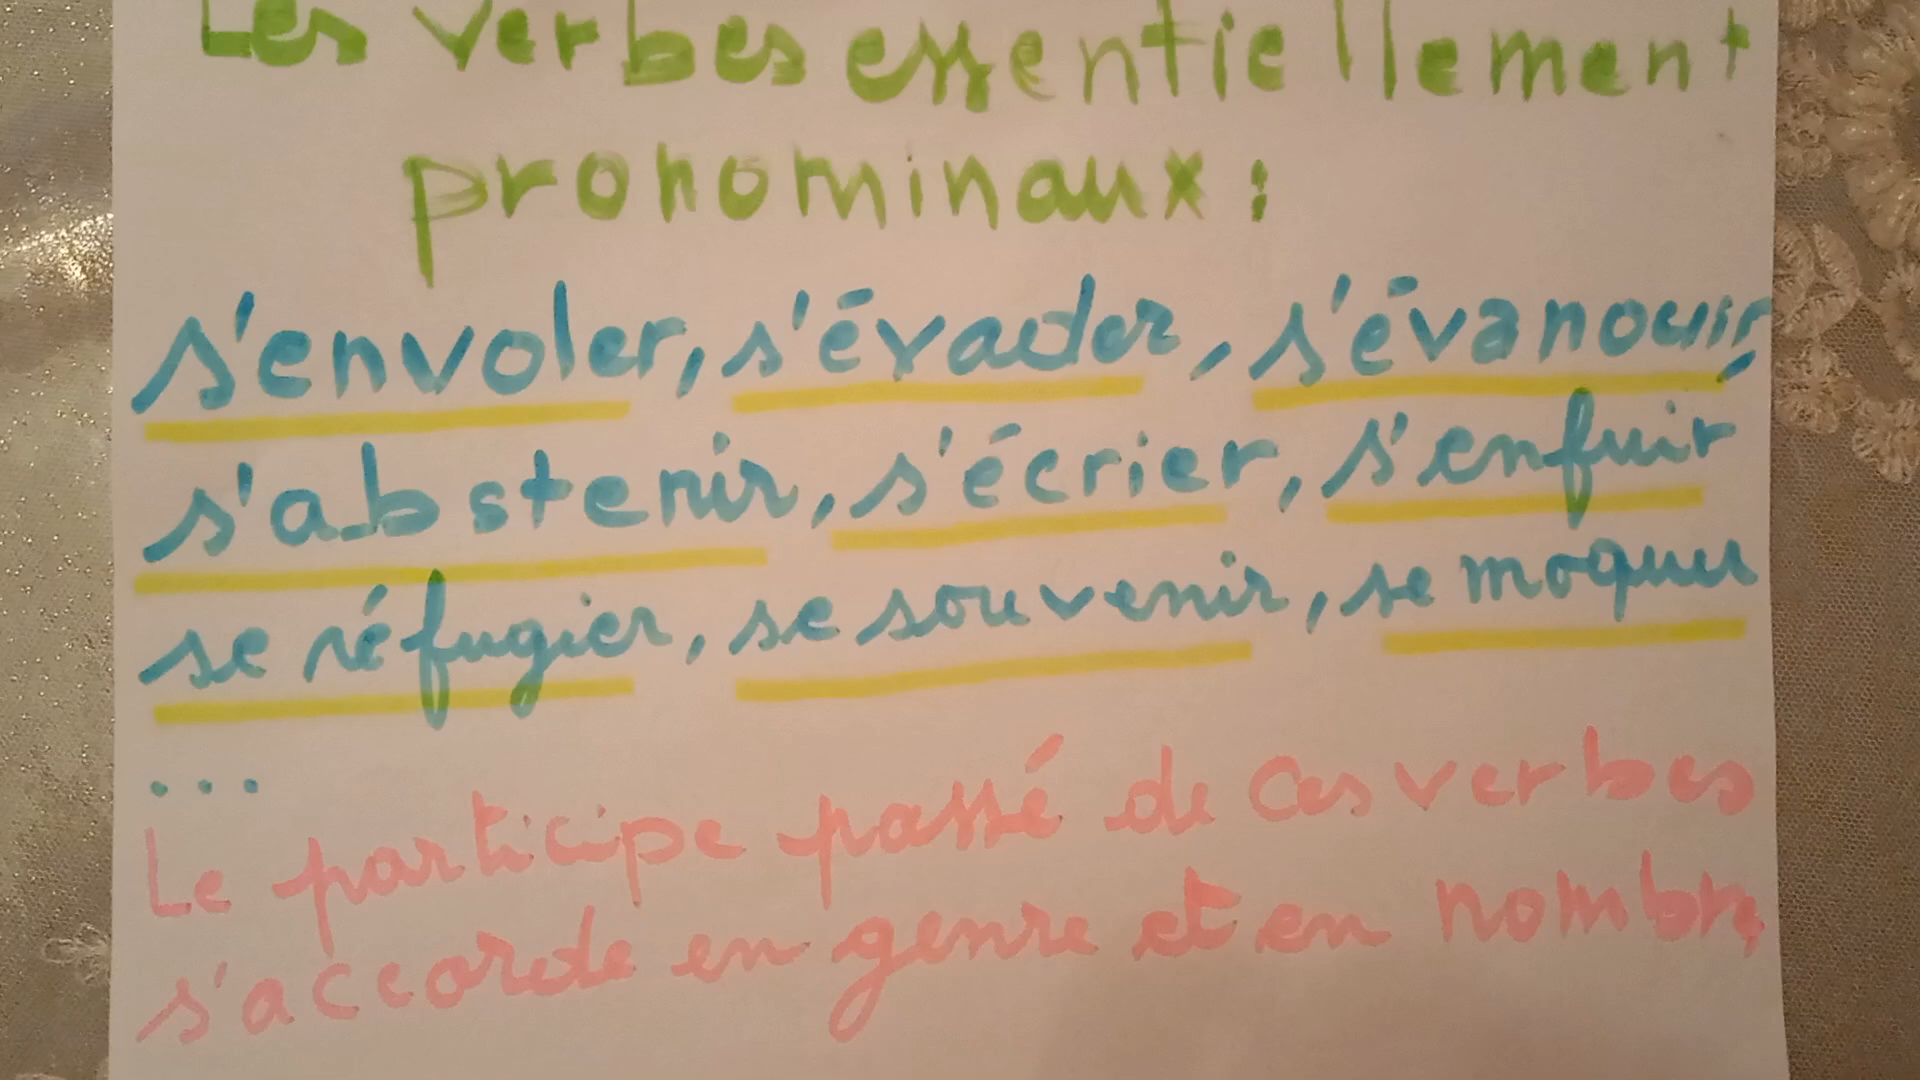 Les verbes essentiellement
pronominaux :
s'envoler, s'évader, s'évanouir,
s'abstenir, s'écrier, s'enfuir
se réfugier, se souvenir, se moquer
...
Le participe passé de ces verbes
s'accorde en genre et en nombre